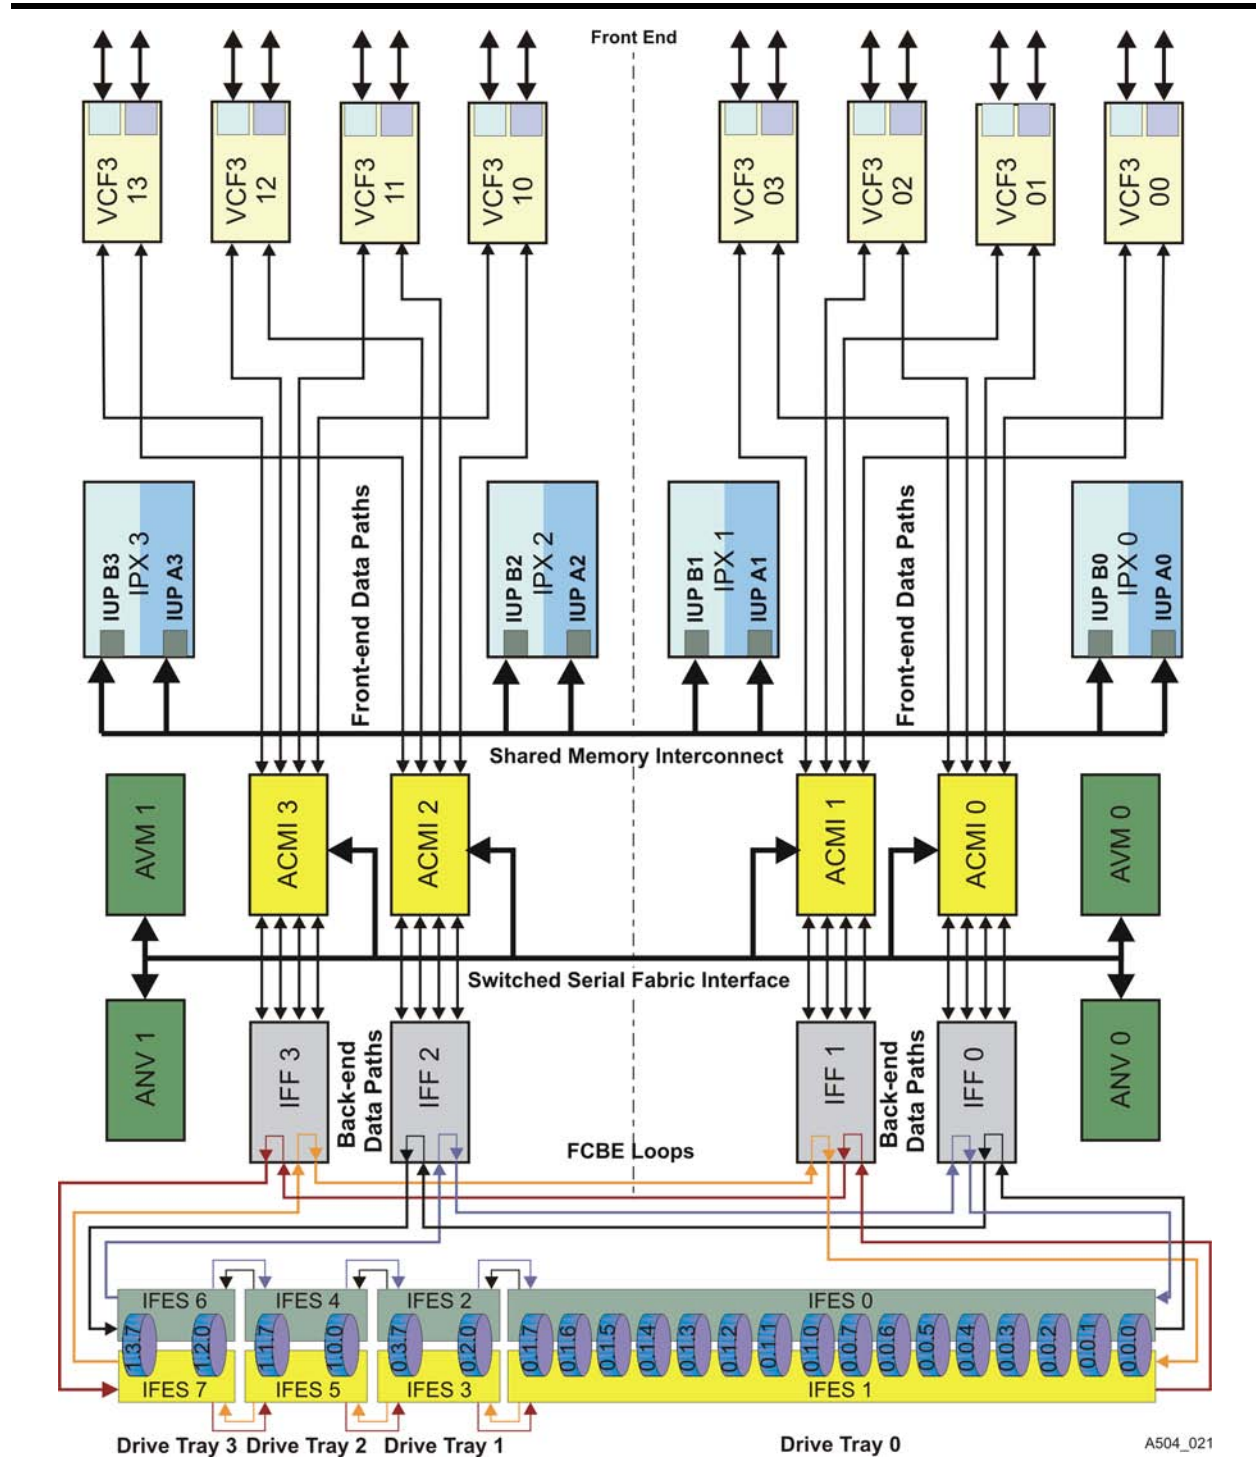 Front End
VCF3 13
VCF3 12
VCF3 11
VCF3 10
VCF3 03
VCF3 02
VCF3 01
VCF3 00
IUP B3
IPX 3
IUP A3
Front-end Data Paths
IUP B2
IPX 2
IUP A2
IUP B1
IPX 1
IUP A1
Front-end Data Paths
IUP B0
IPX 0
IUP A0
Shared Memory Interconnect
AVM 1
ACMI 3
ACMI 2
ACMI 1
ACMI 0
AVM 0
Switched Serial Fabric Interface
ANV 1
IFF 3
Back-end
Data Paths
IFF 2
IFF 1
Back-end
Data Paths
IFF 0
ANV 0
FCBE Loops
IFES 6
IFES 4
IFES 2
IFES 0
1.3.7
1.2.0
1.1.7
1.0.0
0.3.7
0.2.0
0.1.7
0.1.6
0.1.5
0.1.4
0.1.3
0.1.2
0.1.1
0.1.0
0.0.7
0.0.6
0.0.5
0.0.4
0.0.3
0.0.2
0.0.1
0.0.0
IFES 7
IFES 5
IFES 3
IFES 1
Drive Tray 3
Drive Tray 2
Drive Tray 1
Drive Tray 0
A504_021